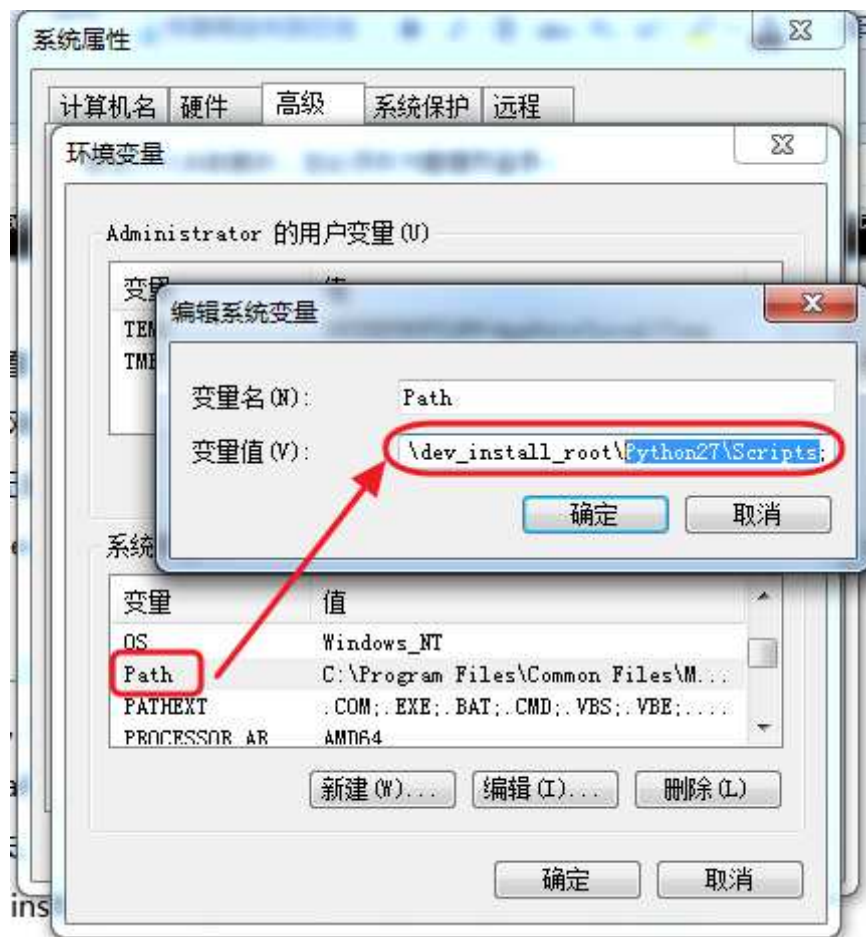 系统属性
计算机名 硬件 高级 系统保护 远程
环境变量
Administrator 的用户变量(U)
编辑系统变量
变量名(N): Path
变量值(V): \dev_install_root\Python27\Scripts;
确定 取消
变量 值
OS Windows_NT
Path C:\Program Files\Common Files\M...
PATHEXT .COM;.EXE;.BAT;.CMD;.VBS;.VBE;....
PROCESSOR_AR AMD64
新建(W)... 编辑(I)... 删除(L)
确定 取消
ins